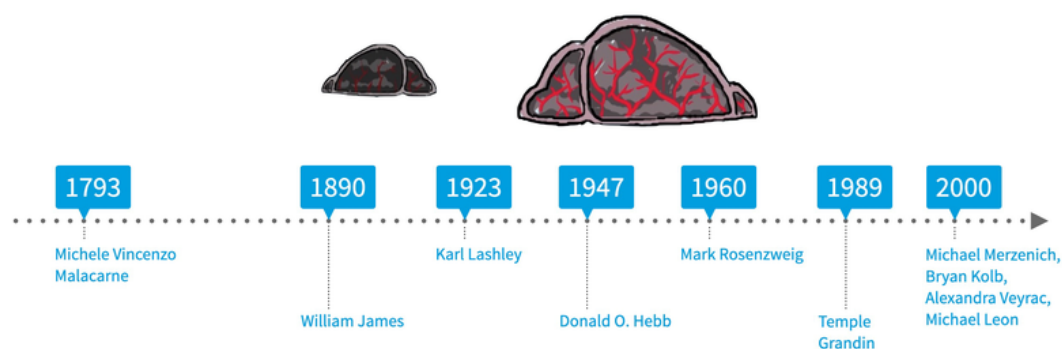 1793
1890
1923
1947
1960
1989
2000
Michele Vincenzo
Malacarne
William James
Karl Lashley
Donald O. Hebb
Mark Rosenzweig
Temple
Grandin
Michael Merzenich,
Bryan Kolb,
Alexandra Veyrac,
Michael Leon